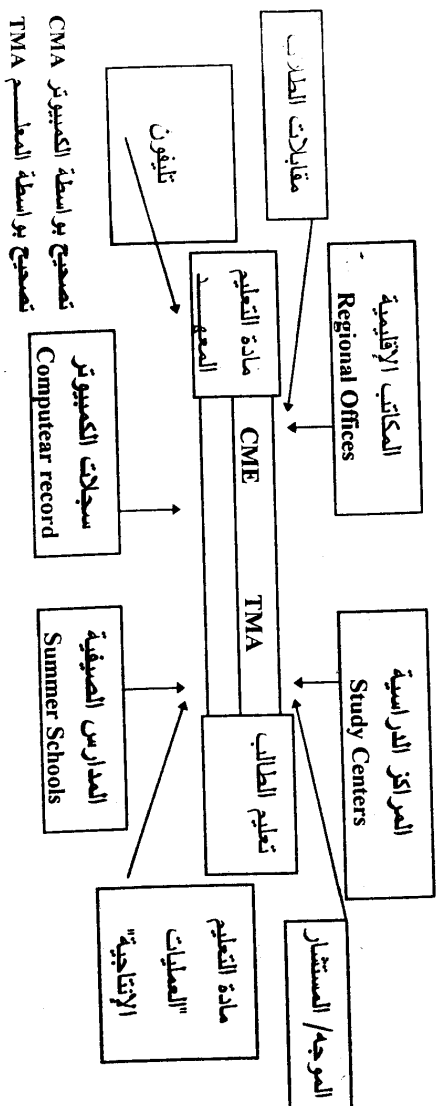 مقابلات الطلاب
المكاتب الإقليمية
Regional Offices
المراكز الدراسية
Study Centers
الموجه/ المستشار
تليفون
مادة التعليم
المعهد
CME
TMA
تعليم الطالب
سجلات الكمبيوتر
Computear record
المدارس الصيفية
Summer Schools
مادة التعليم
"العمليات
الإنتاجية"
CMA تصحيح بواسطة الكمبيوتر
TMA تصحيح بواسطة المعلم